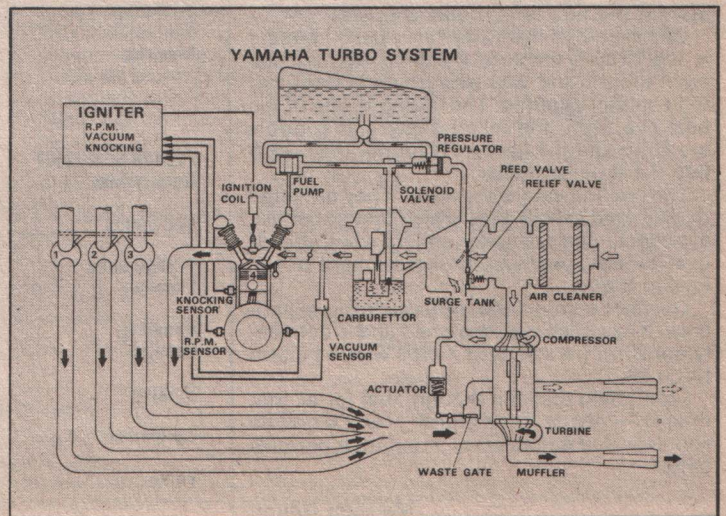 YAMAHA TURBO SYSTEM
IGNITER
R.P.M.
VACUUM
KNOCKING
PRESSURE
REGULATOR
REED VALVE
RELIEF VALVE
FUEL
PUMP
IGNITION
COIL
SOLENOID
VALVE
1
2
3
4
KNOCKING
SENSOR
R.P.M.
SENSOR
VACUUM
SENSOR
CARBURETTOR
SURGE TANK
AIR CLEANER
COMPRESSOR
ACTUATOR
TURBINE
WASTE GATE
MUFFLER